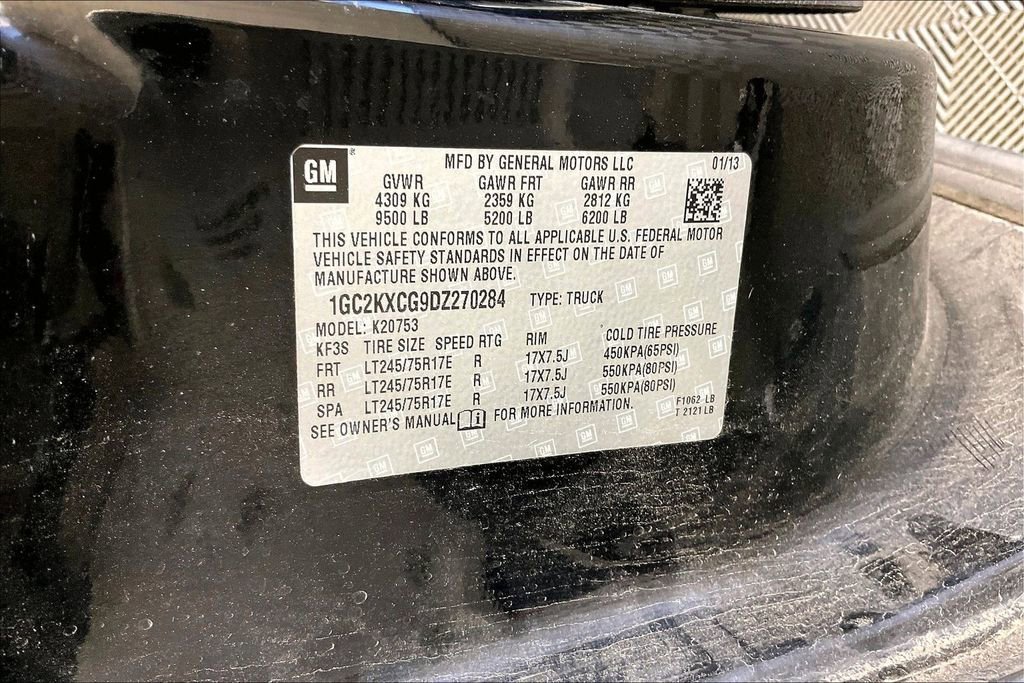 GM MFD BY GENERAL MOTORS LLC 01/13
GVWR GAWR FRT GAWR RR
4309 KG 2359 KG 2812 KG
9500 LB 5200 LB 6200 LB
THIS VEHICLE CONFORMS TO ALL APPLICABLE U.S. FEDERAL MOTOR
VEHICLE SAFETY STANDARDS IN EFFECT ON THE DATE OF
MANUFACTURE SHOWN ABOVE.
1GC2KXCG9DZ270284 TYPE: TRUCK
MODEL: K20753
KF3S TIRE SIZE SPEED RTG RIM COLD TIRE PRESSURE
FRT LT245/75R17E R 17X7.5J 450KPA(65PSI)
RR LT245/75R17E R 17X7.5J 550KPA(80PSI)
SPA LT245/75R17E R 17X7.5J 550KPA(80PSI)
SEE OWNER'S MANUAL FOR MORE INFORMATION.
F1062 LB
T 2121 LB